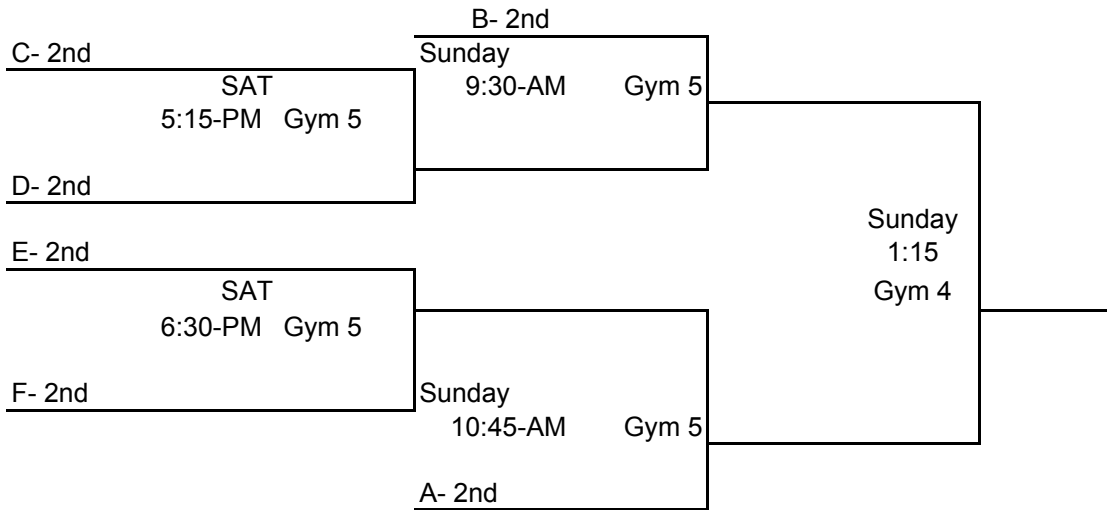 B- 2nd
C- 2nd
Sunday
SAT
9:30-AM Gym 5
5:15-PM Gym 5
D- 2nd
Sunday
E- 2nd
1:15
SAT
Gym 4
6:30-PM Gym 5
F- 2nd
Sunday
10:45-AM Gym 5
A- 2nd